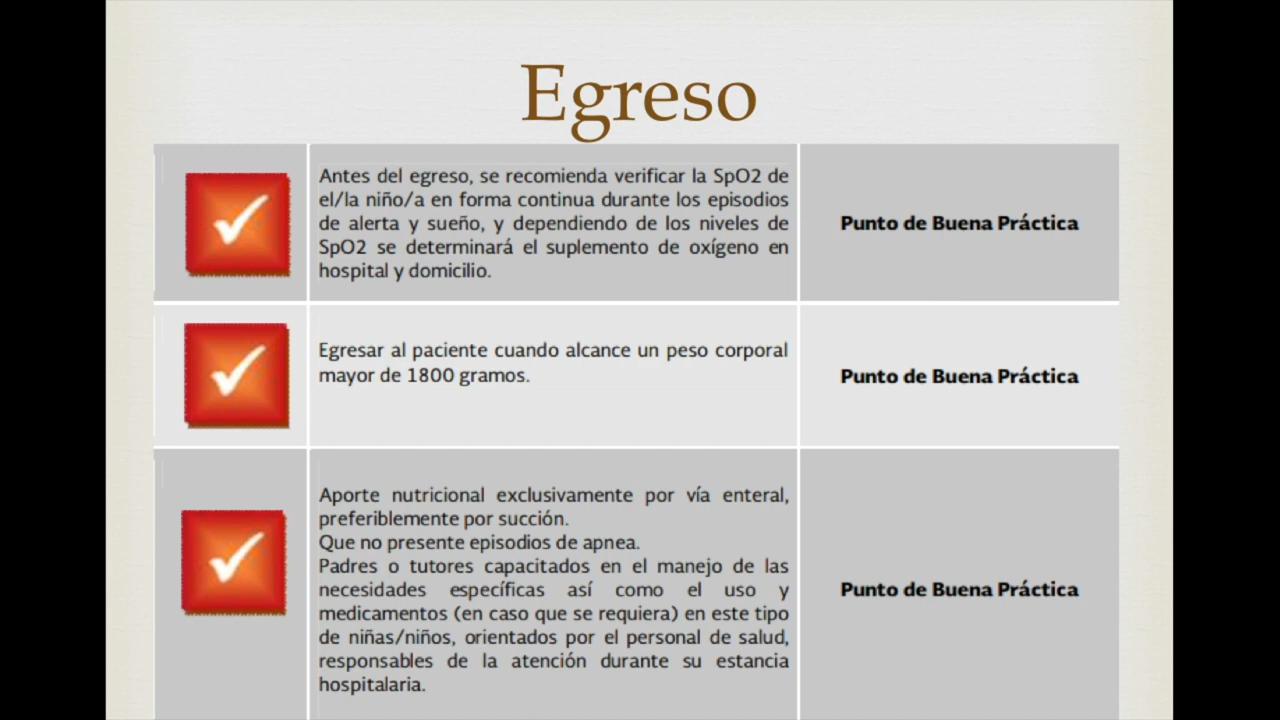 Egreso
Antes del egreso, se recomienda verificar la SpO2 de
el/la niño/a en forma continua durante los episodios
de alerta y sueño, y dependiendo de los niveles de
SpO2 se determinará el suplemento de oxígeno en
hospital y domicilio.
Punto de Buena Práctica
Egresar al paciente cuando alcance un peso corporal
mayor de 1800 gramos.
Punto de Buena Práctica
Aporte nutricional exclusivamente por vía enteral,
preferiblemente por succión.
Que no presente episodios de apnea.
Padres o tutores capacitados en el manejo de las
necesidades específicas así como el uso y
medicamentos (en caso que se requiera) en este tipo
de niñas/niños, orientados por el personal de salud,
responsables de la atención durante su estancia
hospitalaria.
Punto de Buena Práctica